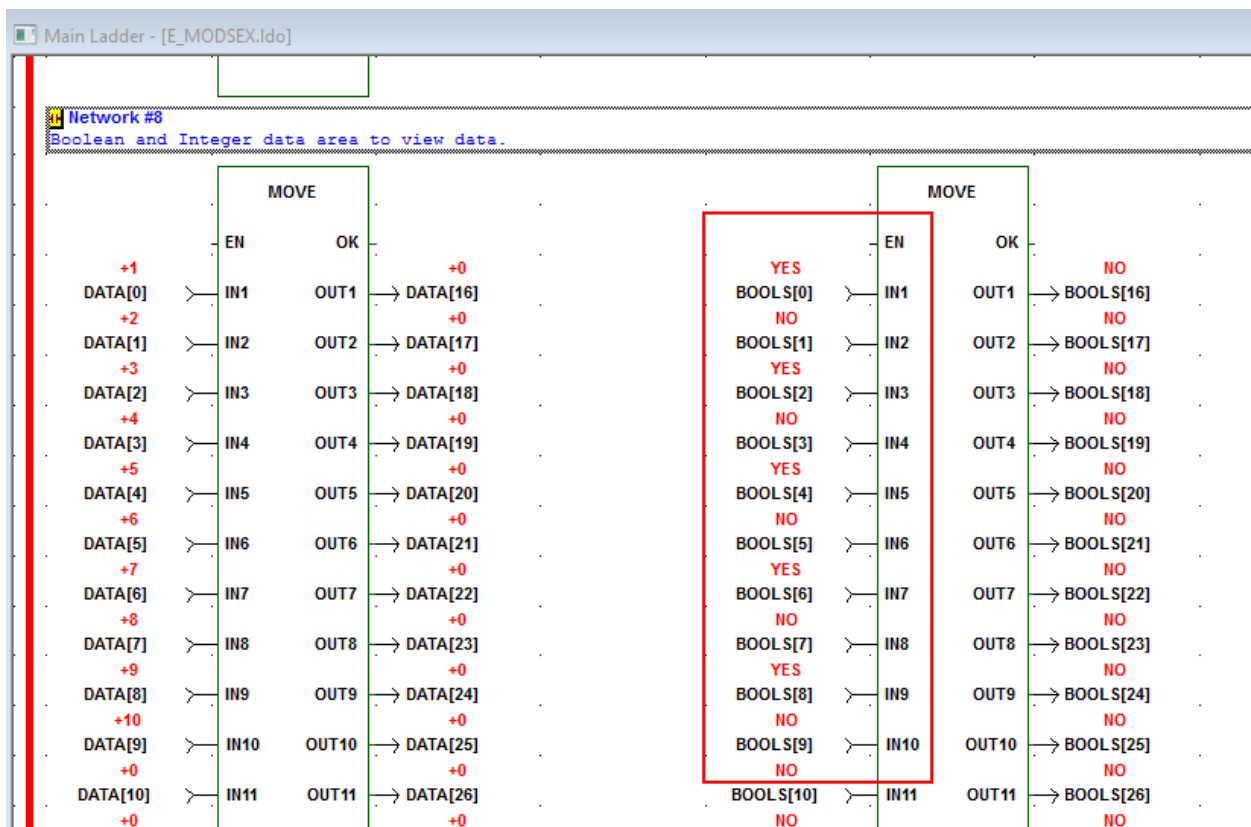 Main Ladder - [E_MODSEX.ldo]
Network #8
Boolean and Integer data area to view data.
MOVE MOVE
EN OK EN OK
+1 +0 YES NO
DATA[0] IN1 OUT1 DATA[16] BOOLS[0] IN1 OUT1 BOOLS[16]
+2 +0 NO NO
DATA[1] IN2 OUT2 DATA[17] BOOLS[1] IN2 OUT2 BOOLS[17]
+3 +0 YES NO
DATA[2] IN3 OUT3 DATA[18] BOOLS[2] IN3 OUT3 BOOLS[18]
+4 +0 NO NO
DATA[3] IN4 OUT4 DATA[19] BOOLS[3] IN4 OUT4 BOOLS[19]
+5 +0 YES NO
DATA[4] IN5 OUT5 DATA[20] BOOLS[4] IN5 OUT5 BOOLS[20]
+6 +0 NO NO
DATA[5] IN6 OUT6 DATA[21] BOOLS[5] IN6 OUT6 BOOLS[21]
+7 +0 YES NO
DATA[6] IN7 OUT7 DATA[22] BOOLS[6] IN7 OUT7 BOOLS[22]
+8 +0 NO NO
DATA[7] IN8 OUT8 DATA[23] BOOLS[7] IN8 OUT8 BOOLS[23]
+9 +0 YES NO
DATA[8] IN9 OUT9 DATA[24] BOOLS[8] IN9 OUT9 BOOLS[24]
+10 +0 NO NO
DATA[9] IN10 OUT10 DATA[25] BOOLS[9] IN10 OUT10 BOOLS[25]
+0 +0 NO NO
DATA[10] IN11 OUT11 DATA[26] BOOLS[10] IN11 OUT11 BOOLS[26]
+0 +0 NO NO